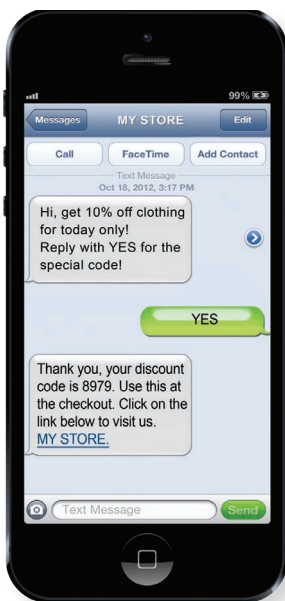 99%
Messages MY STORE Edit
Call FaceTime Add Contact
Text Message
Oct 18, 2012, 3:17 PM
Hi, get 10% off clothing
for today only!
Reply with YES for the
special code!
YES
Thank you, your discount
code is 8979. Use this at
the checkout. Click on the
link below to visit us.
MY STORE.
Text Message Send